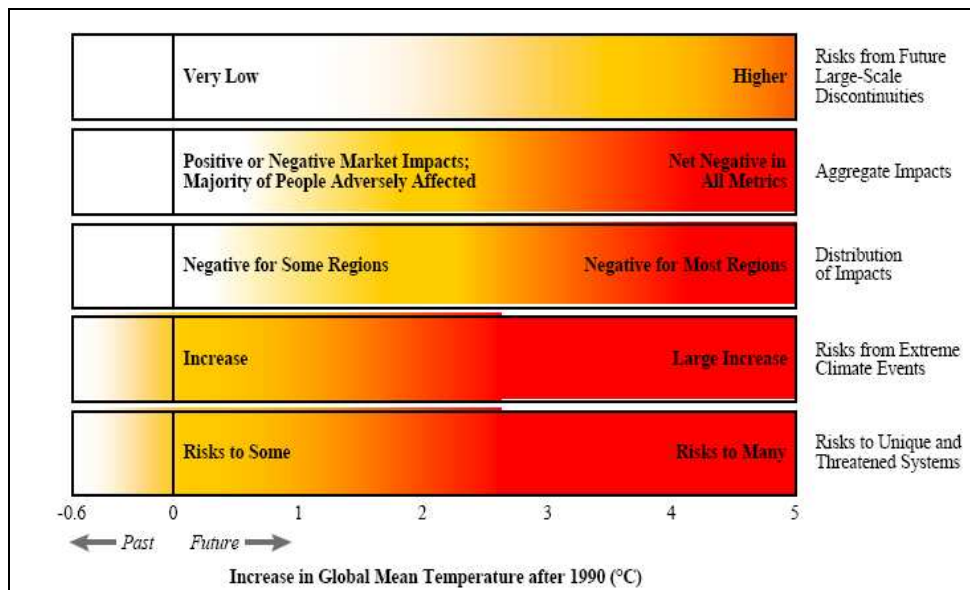 Very Low
Higher
Risks from Future
Large-Scale
Discontinuities
Positive or Negative Market Impacts;
Majority of People Adversely Affected
Net Negative in
All Metrics
Aggregate Impacts
Negative for Some Regions
Negative for Most Regions
Distribution
of Impacts
Increase
Large Increase
Risks from Extreme
Climate Events
Risks to Some
Risks to Many
Risks to Unique and
Threatened Systems
-0.6 0 1 2 3 4 5
Past Future
Increase in Global Mean Temperature after 1990 (°C)